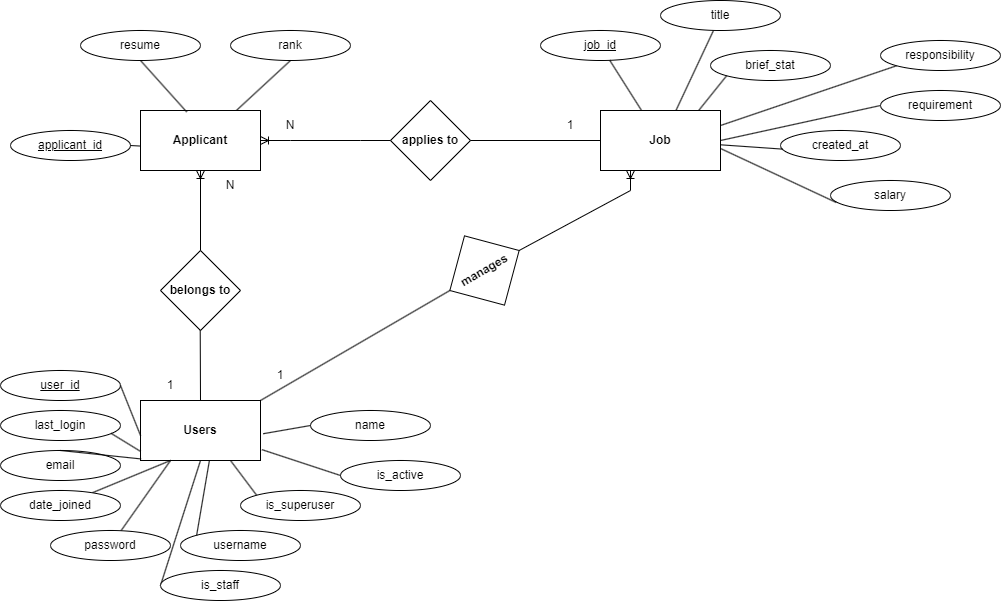 title
resume
rank
job_id
brief_stat
responsibility
requirement
N
1
Applicant
applies to
Job
applicant_id
created_at
N
salary
manages
belongs to
1
1
user_id
last_login
Users
name
email
is_active
date_joined
is_superuser
password
username
is_staff